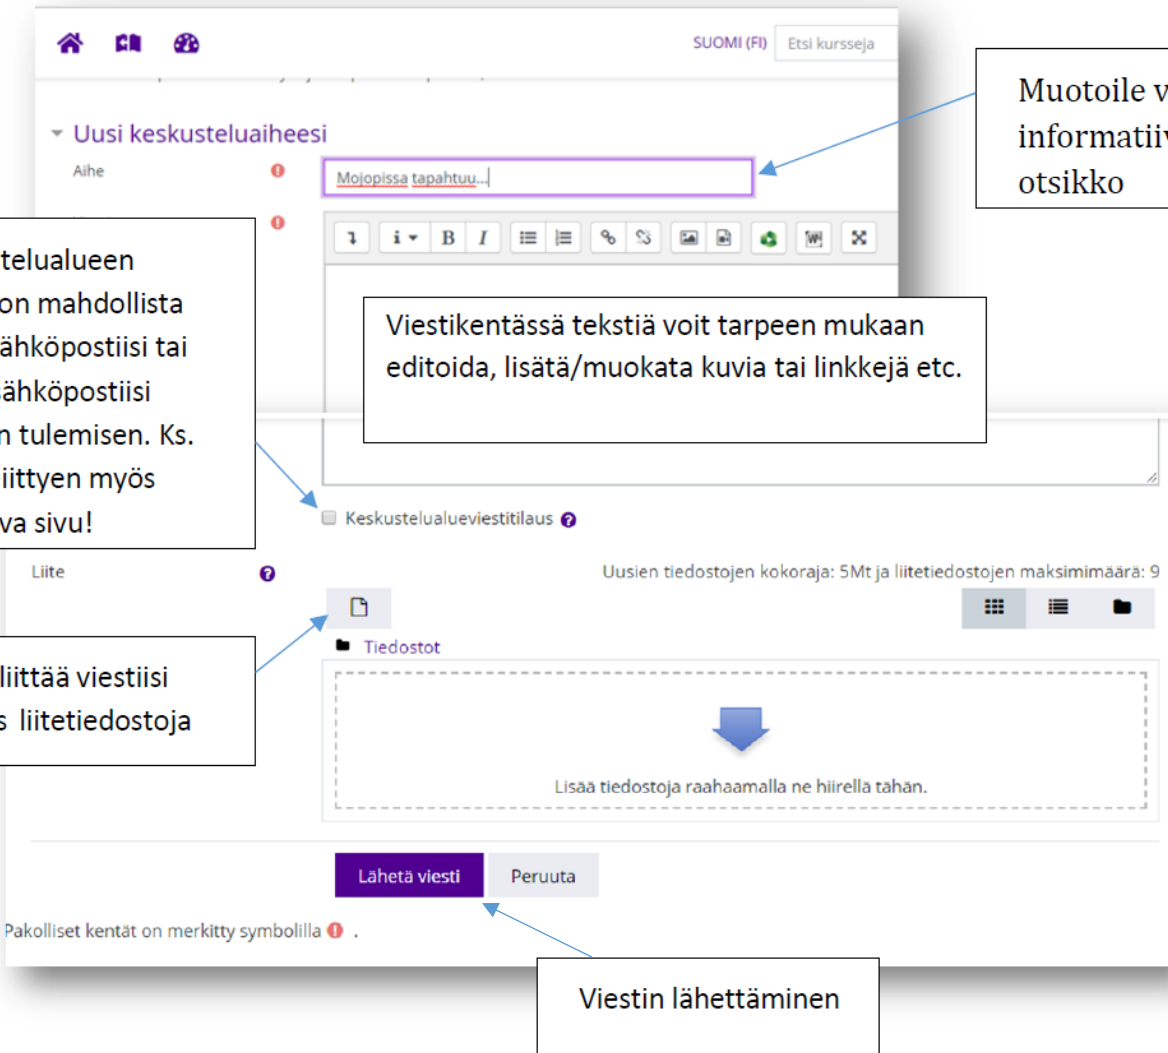 SUOMI (FI) Etsi kursseja
Uusi keskusteluaiheesi
Aihe
Mojopissa tapahtuu...
Muotoile v
informatiiv
otsikko
telualueen
on mahdollista
ähköpostiisi tai
sähköpostiisi
n tulemisen. Ks.
iittyen myös
va sivu!
Viestikentässä tekstiä voit tarpeen mukaan
editoida, lisätä/muokata kuvia tai linkkejä etc.
Keskustelualueviestitilaus
Liite
Uusien tiedostojen kokoraja: 5Mt ja liitetiedostojen maksimimäärä: 9
Tiedostot
liittää viestiisi
s liitetiedostoja
Lisää tiedostoja raahaamalla ne hiirellä tähän.
Lähetä viesti Peruuta
Pakolliset kentät on merkitty symbolilla .
Viestin lähettäminen